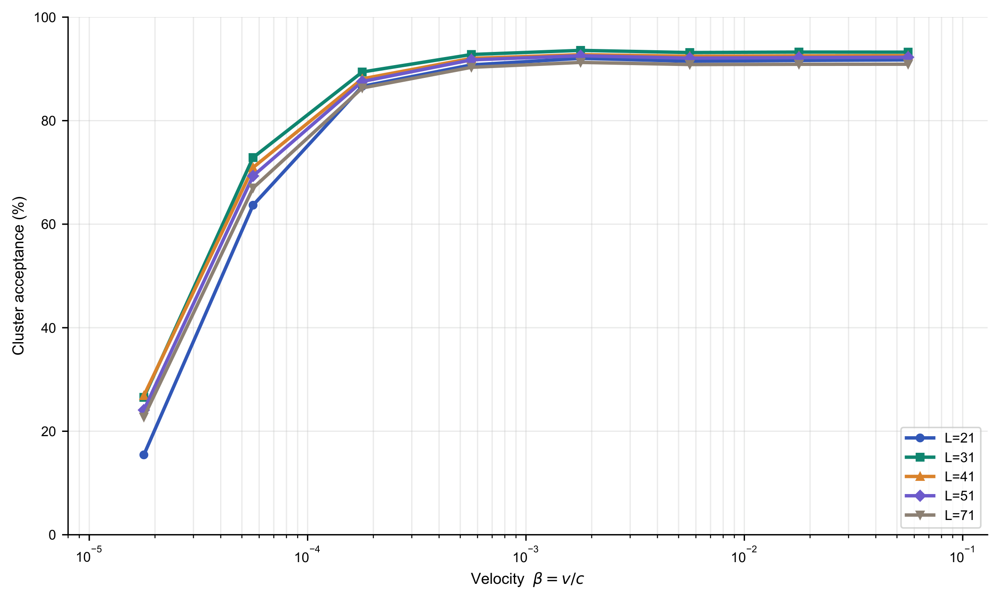 100
80
60
40
20
0
Cluster acceptance (%)
10⁻⁵ 10⁻⁴ 10⁻³ 10⁻² 10⁻¹
Velocity β = v/c
L=21
L=31
L=41
L=51
L=71